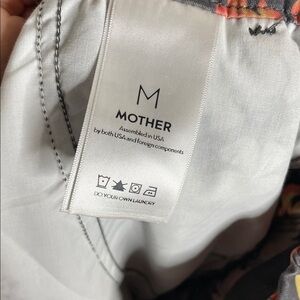 M
MOTHER
Assembled in USA
by both USA and foreign components
DO YOUR OWN LAUNDRY